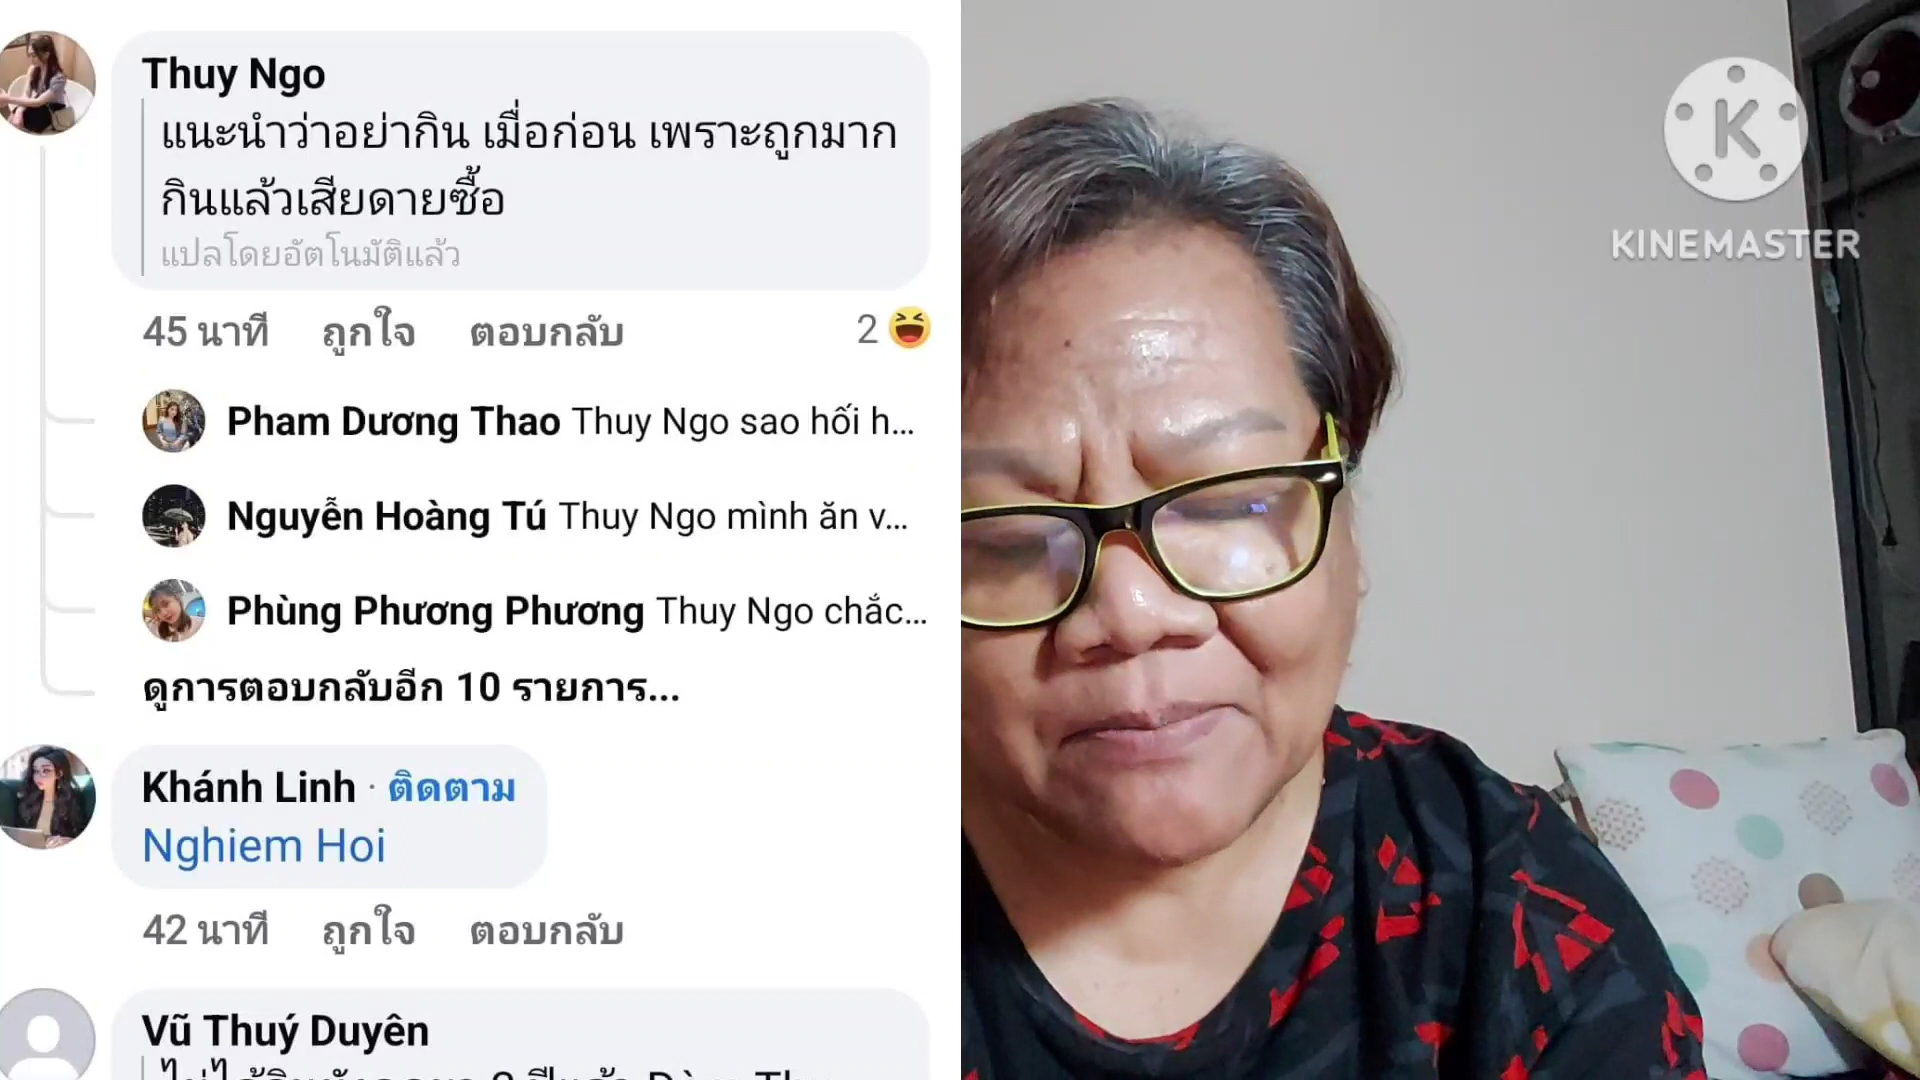 Thuy Ngo
แนะนำว่าอย่ากิน เมื่อก่อน เพราะถูกมาก
กินแล้วเสียดายซื้อ
แปลโดยอัตโนมัติแล้ว
45 นาที ถูกใจ ตอบกลับ 2
Pham Dương Thao Thuy Ngo sao hối h...
Nguyễn Hoàng Tú Thuy Ngo mình ăn v...
Phùng Phương Phương Thuy Ngo chắc...
ดูการตอบกลับอีก 10 รายการ...
Khánh Linh · ติดตาม
Nghiem Hoi
42 นาที ถูกใจ ตอบกลับ
Vũ Thuý Duyên
K
KINEMASTER